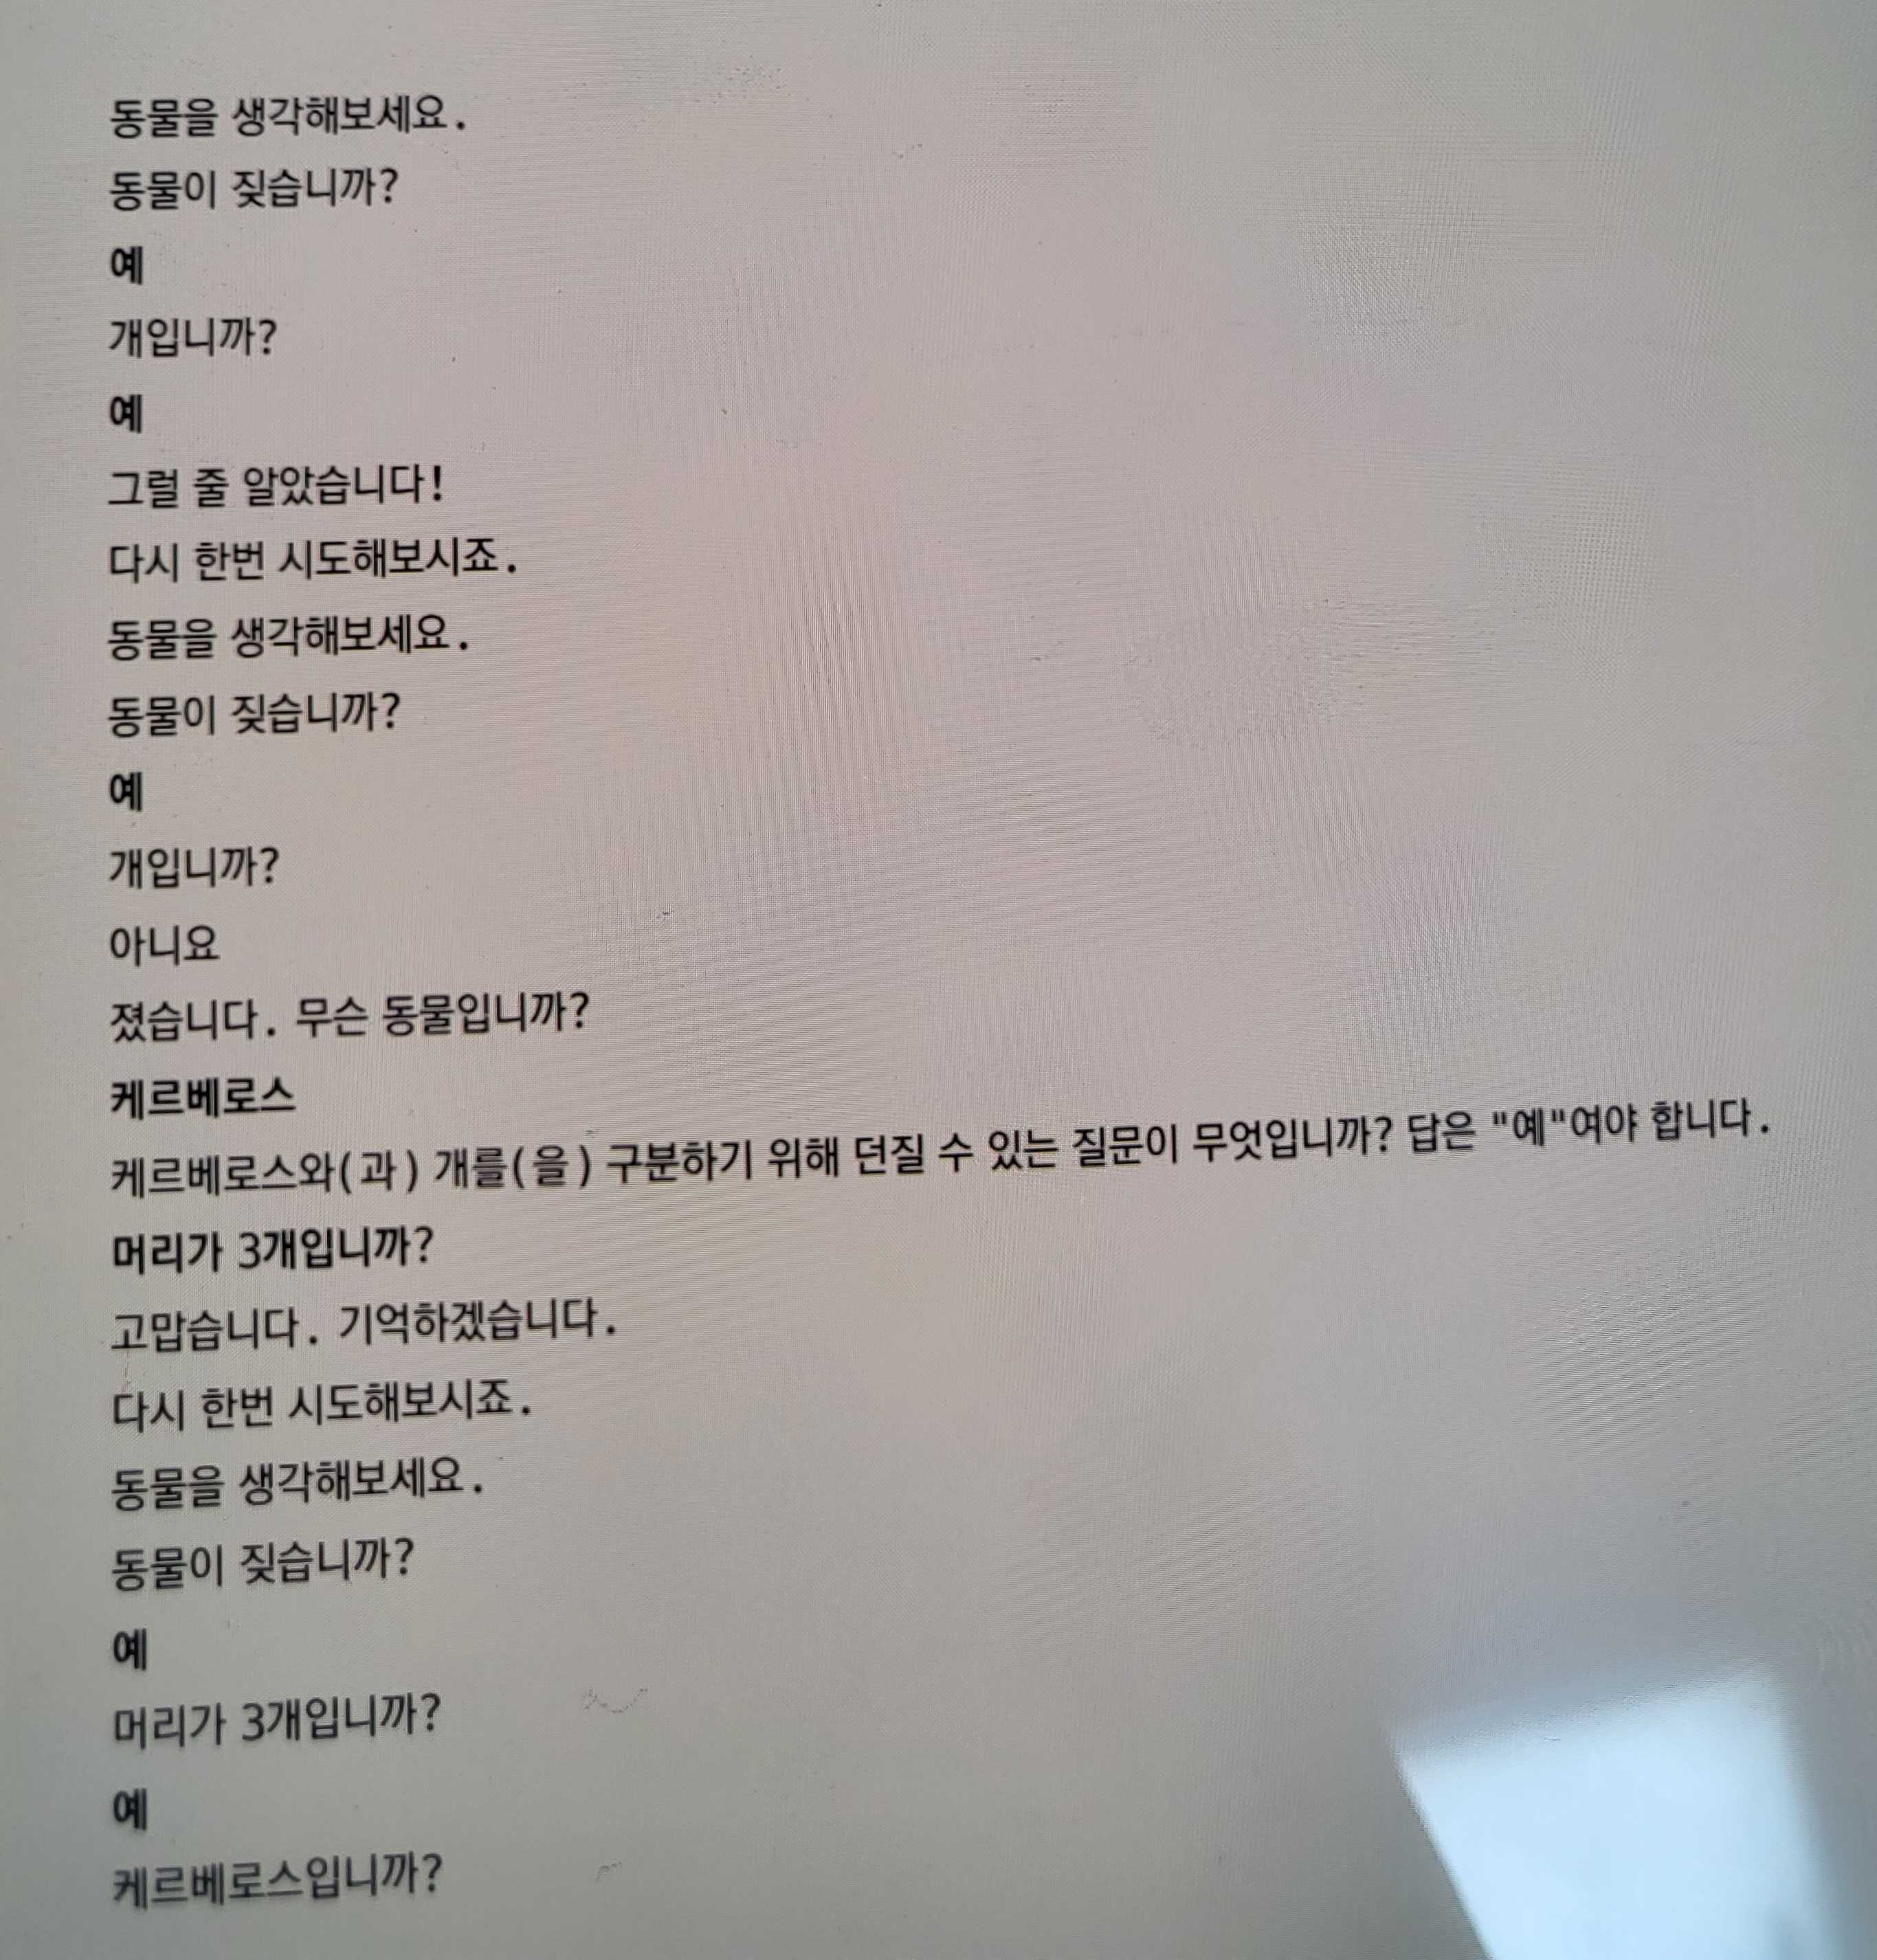 동물을 생각해보세요.
동물이 짖습니까?
예
개입니까?
예
그럴 줄 알았습니다!
다시 한번 시도해보시죠.
동물을 생각해보세요.
동물이 짖습니까?
예
개입니까?
아니요
졌습니다. 무슨 동물입니까?
케르베로스
케르베로스와(과) 개를(을) 구분하기 위해 던질 수 있는 질문이 무엇입니까? 답은 "예"여야 합니다.
머리가 3개입니까?
고맙습니다. 기억하겠습니다.
다시 한번 시도해보시죠.
동물을 생각해보세요.
동물이 짖습니까?
예
머리가 3개입니까?
예
케르베로스입니까?